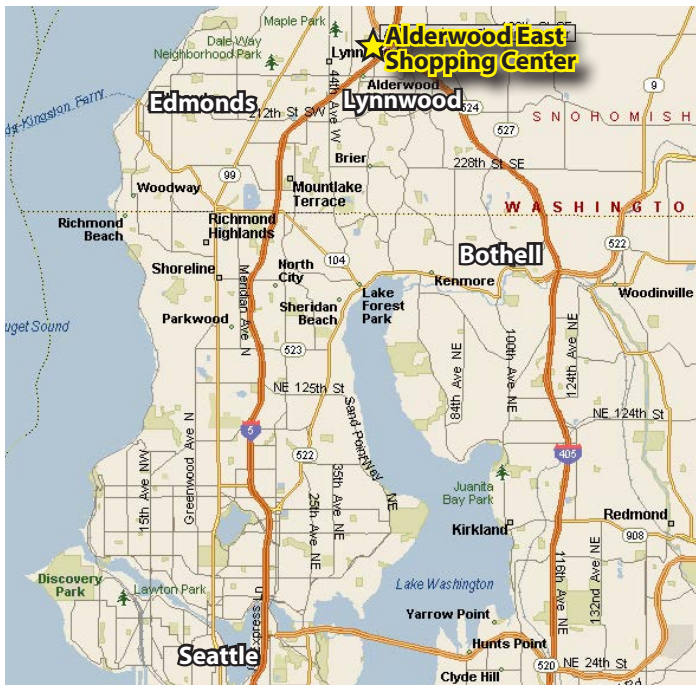 Maple Park
Alderwood East
Shopping Center
Dale Way
Neighborhood Park
Lynn
Alderwood
Lynnwood
Edmonds
-Kingston Ferry
212th St SW
44th Ave W
524
527
9
SNOHOMISH
228th St SE
Brier
99
Mountlake
Terrace
Woodway
WASHINGTO
Richmond
Beach
Richmond
Highlands
Bothell
522
104
Shoreline
North
City
Kenmore
Woodinville
Sheridan
Beach
Lake
Forest
Park
Parkwood
uget Sound
Meridian Ave N
523
100th Ave NE
124th Ave NE
84th Ave NE
NE 125th St
NE 124th St
Sand Point Way NE
5
405
522
Greenwood Ave N
15th Ave NW
35th Ave NE
25th Ave NE
Juanita
Bay Park
Kirkland
Redmond
908
Discovery
Park
Lawton Park
Lake Washington
116th Ave NE
132nd Ave NE
Yarrow Point
Express Ln
Seattle
Hunts Point
520
NE 24th St
Clyde Hill